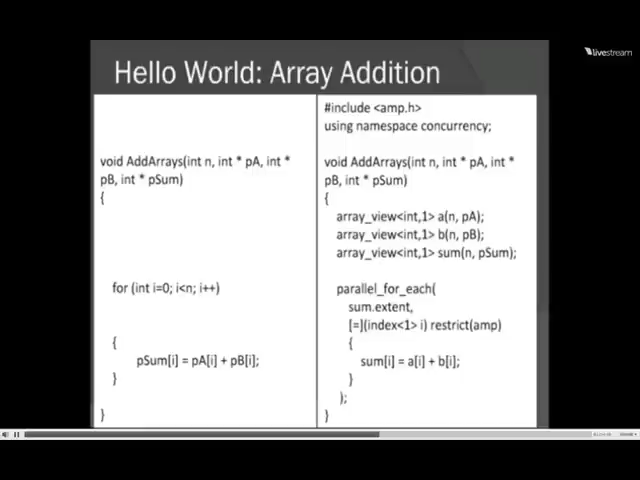 livestream
Hello World: Array Addition
void AddArrays(int n, int * pA, int *
pB, int * pSum)
{
for (int i=0; i<n; i++)
{
pSum[i] = pA[i] + pB[i];
}
}
#include <amp.h>
using namespace concurrency;
void AddArrays(int n, int * pA, int *
pB, int * pSum)
{
array_view<int,1> a(n, pA);
array_view<int,1> b(n, pB);
array_view<int,1> sum(n, pSum);
parallel_for_each(
sum.extent,
[=](index<1> i) restrict(amp)
{
sum[i] = a[i] + b[i];
}
);
}